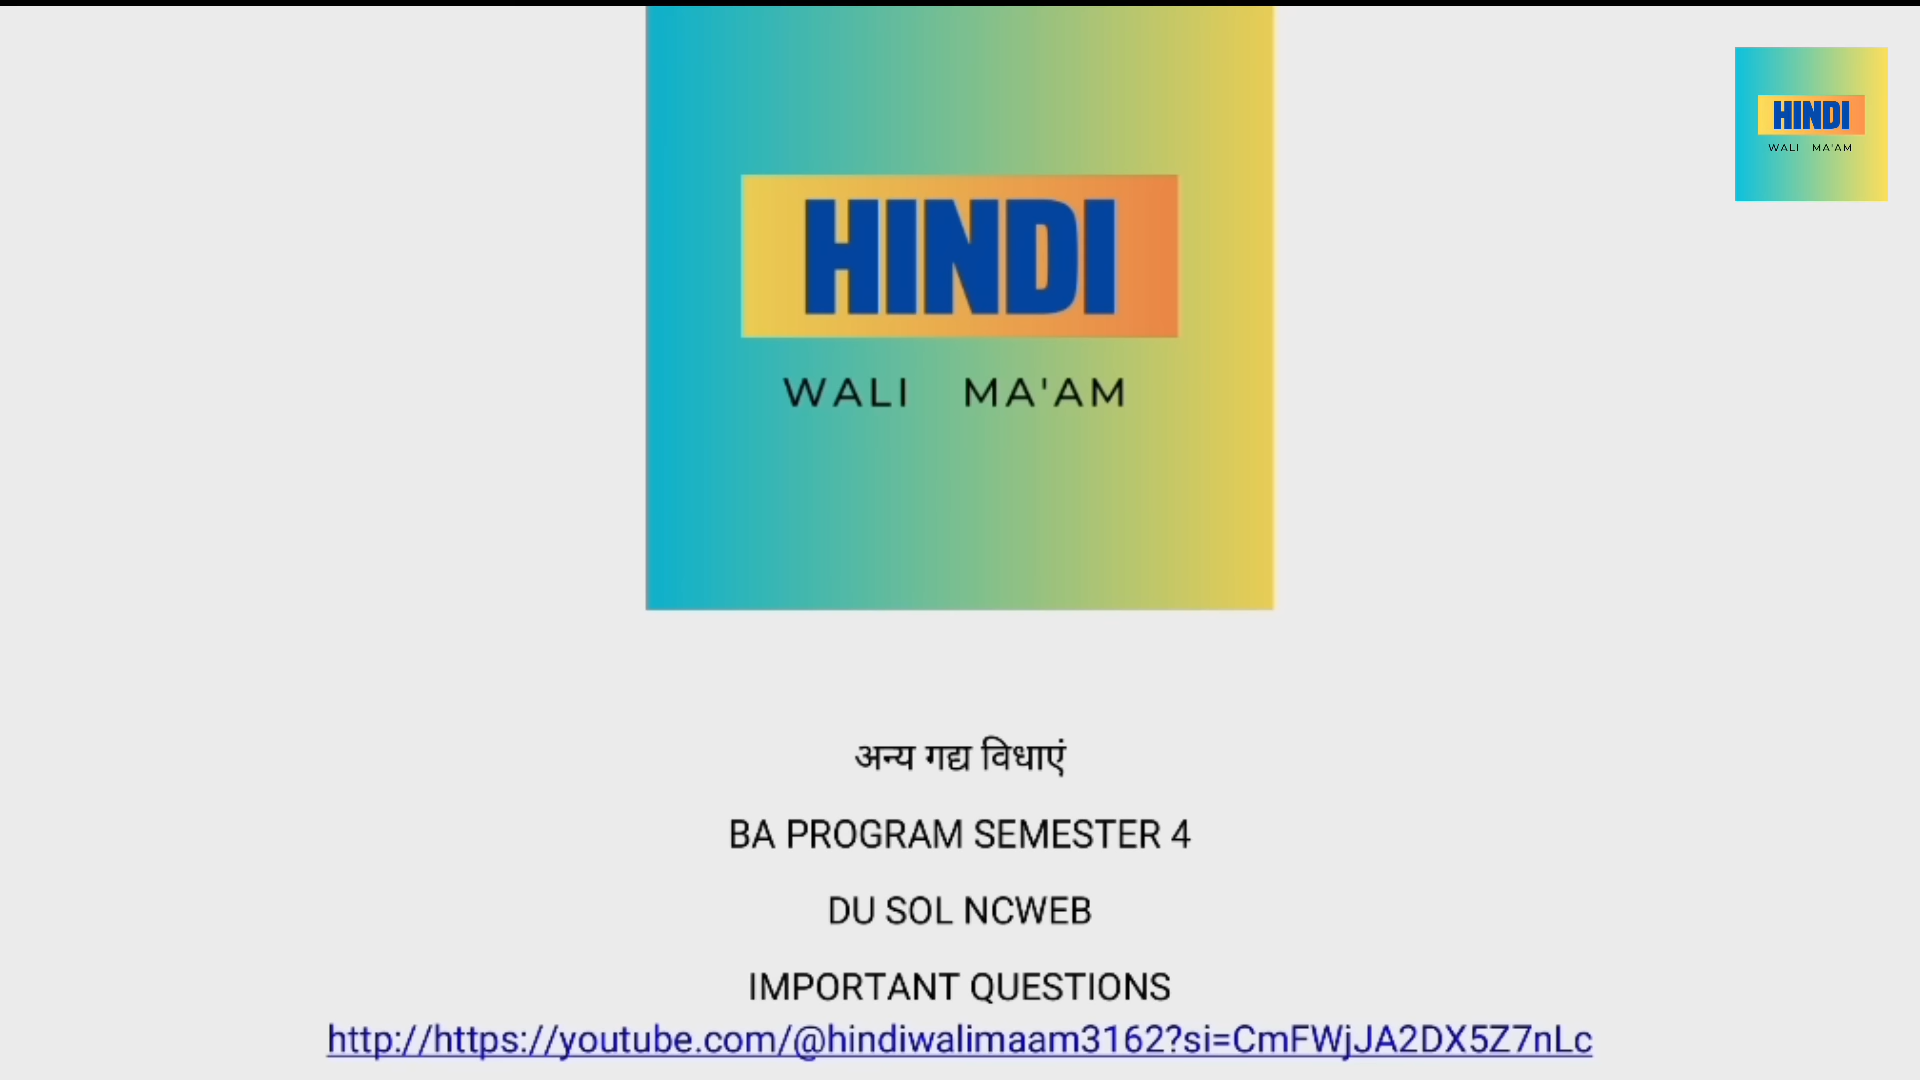 HINDI
WALI MA'AM
HINDI
WALI MA'AM
अन्य गद्य विधाएं
BA PROGRAM SEMESTER 4
DU SOL NCWEB
IMPORTANT QUESTIONS
http://https://youtube.com/@hindiwalimaam3162?si=CmFWjJA2DX5Z7nLc